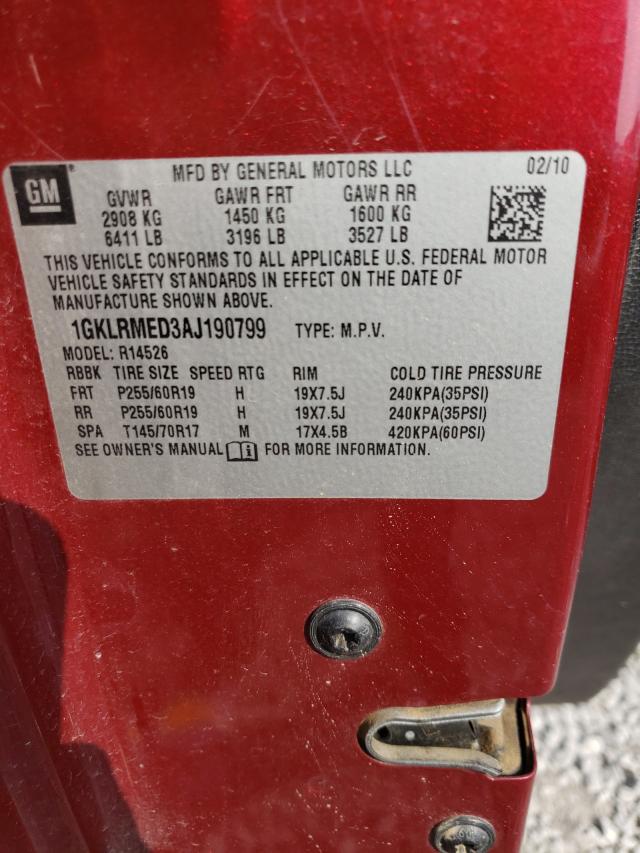 MFD BY GENERAL MOTORS LLC 02/10
GM
GVWR GAWR FRT GAWR RR
2908 KG 1450 KG 1600 KG
6411 LB 3196 LB 3527 LB
THIS VEHICLE CONFORMS TO ALL APPLICABLE U.S. FEDERAL MOTOR
VEHICLE SAFETY STANDARDS IN EFFECT ON THE DATE OF
MANUFACTURE SHOWN ABOVE.
1GKLRMED3AJ190799 TYPE: M.P.V.
MODEL: R14526
RBBK TIRE SIZE SPEED RTG RIM COLD TIRE PRESSURE
FRT P255/60R19 H 19X7.5J 240KPA(35PSI)
RR P255/60R19 H 19X7.5J 240KPA(35PSI)
SPA T145/70R17 M 17X4.5B 420KPA(60PSI)
SEE OWNER'S MANUAL FOR MORE INFORMATION.